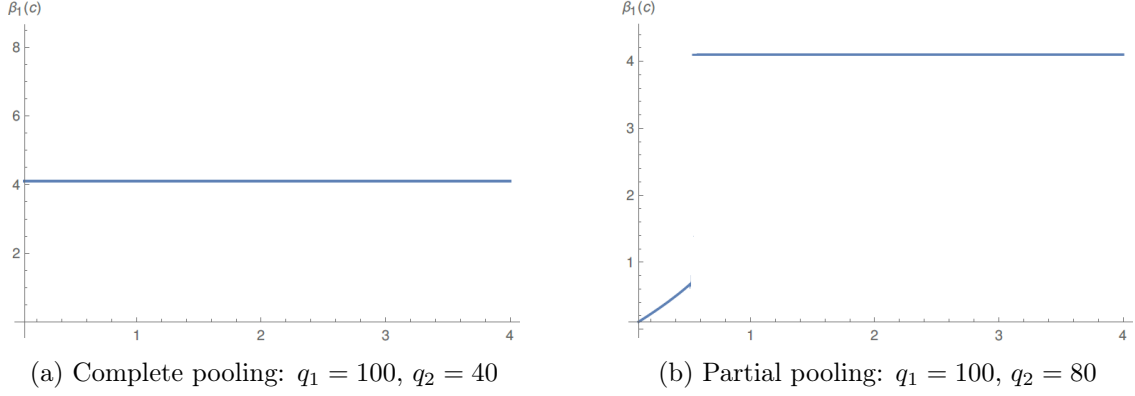 β₁(c)
8
6
4
2
1 2 3 4
(a) Complete pooling: q₁ = 100, q₂ = 40
β₁(c)
4
3
2
1
1 2 3 4
(b) Partial pooling: q₁ = 100, q₂ = 80